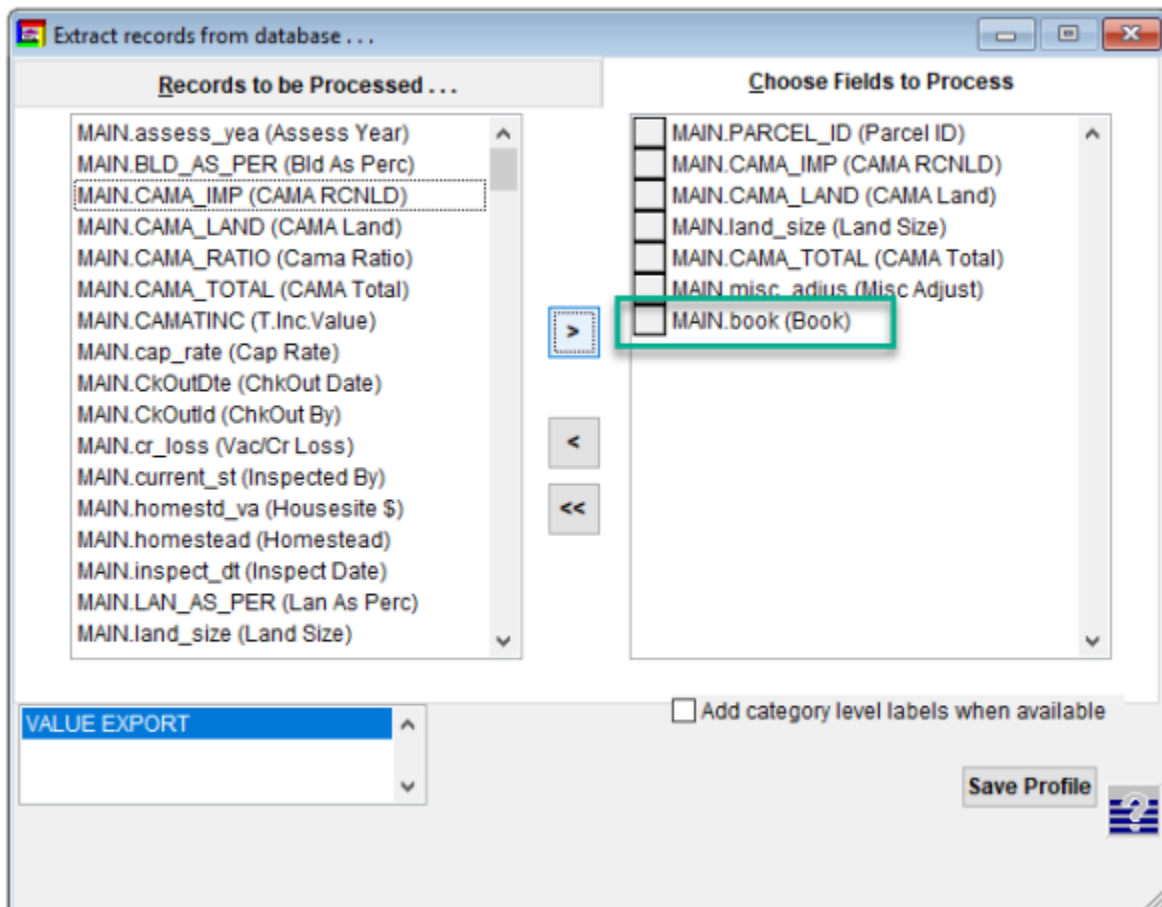 Extract records from database . . .
Records to be Processed . . .
Choose Fields to Process
MAIN.assess_yea (Assess Year)
MAIN.BLD_AS_PER (Bld As Perc)
MAIN.CAMA_IMP (CAMA RCNLD)
MAIN.CAMA_LAND (CAMA Land)
MAIN.CAMA_RATIO (Cama Ratio)
MAIN.CAMA_TOTAL (CAMA Total)
MAIN.CAMATINC (T.Inc.Value)
MAIN.cap_rate (Cap Rate)
MAIN.CkOutDte (ChkOut Date)
MAIN.CkOutId (ChkOut By)
MAIN.cr_loss (Vac/Cr Loss)
MAIN.current_st (Inspected By)
MAIN.homestd_va (Housesite $)
MAIN.homestead (Homestead)
MAIN.inspect_dt (Inspect Date)
MAIN.LAN_AS_PER (Lan As Perc)
MAIN.land_size (Land Size)
>
<
<<
MAIN.PARCEL_ID (Parcel ID)
MAIN.CAMA_IMP (CAMA RCNLD)
MAIN.CAMA_LAND (CAMA Land)
MAIN.land_size (Land Size)
MAIN.CAMA_TOTAL (CAMA Total)
MAIN.misc_adjus (Misc Adjust)
MAIN.book (Book)
VALUE EXPORT
Add category level labels when available
Save Profile
?